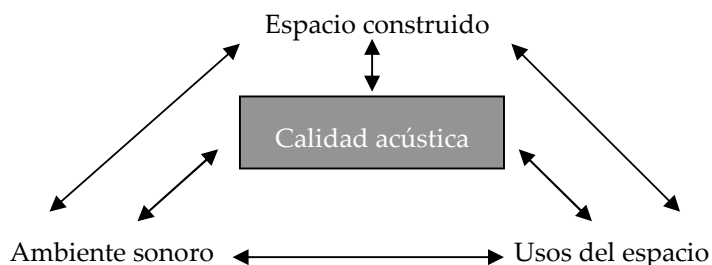 Espacio construido
Calidad acústica
Ambiente sonoro
Usos del espacio